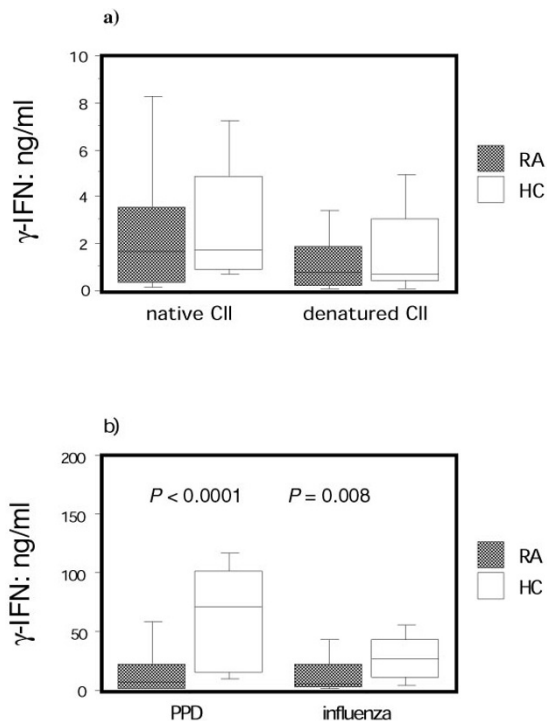 a)
10
8
6
4
2
0
γ-IFN: ng/ml
native CII
denatured CII
RA
HC
b)
200
150
100
50
0
γ-IFN: ng/ml
P < 0.0001
P = 0.008
PPD
influenza
RA
HC